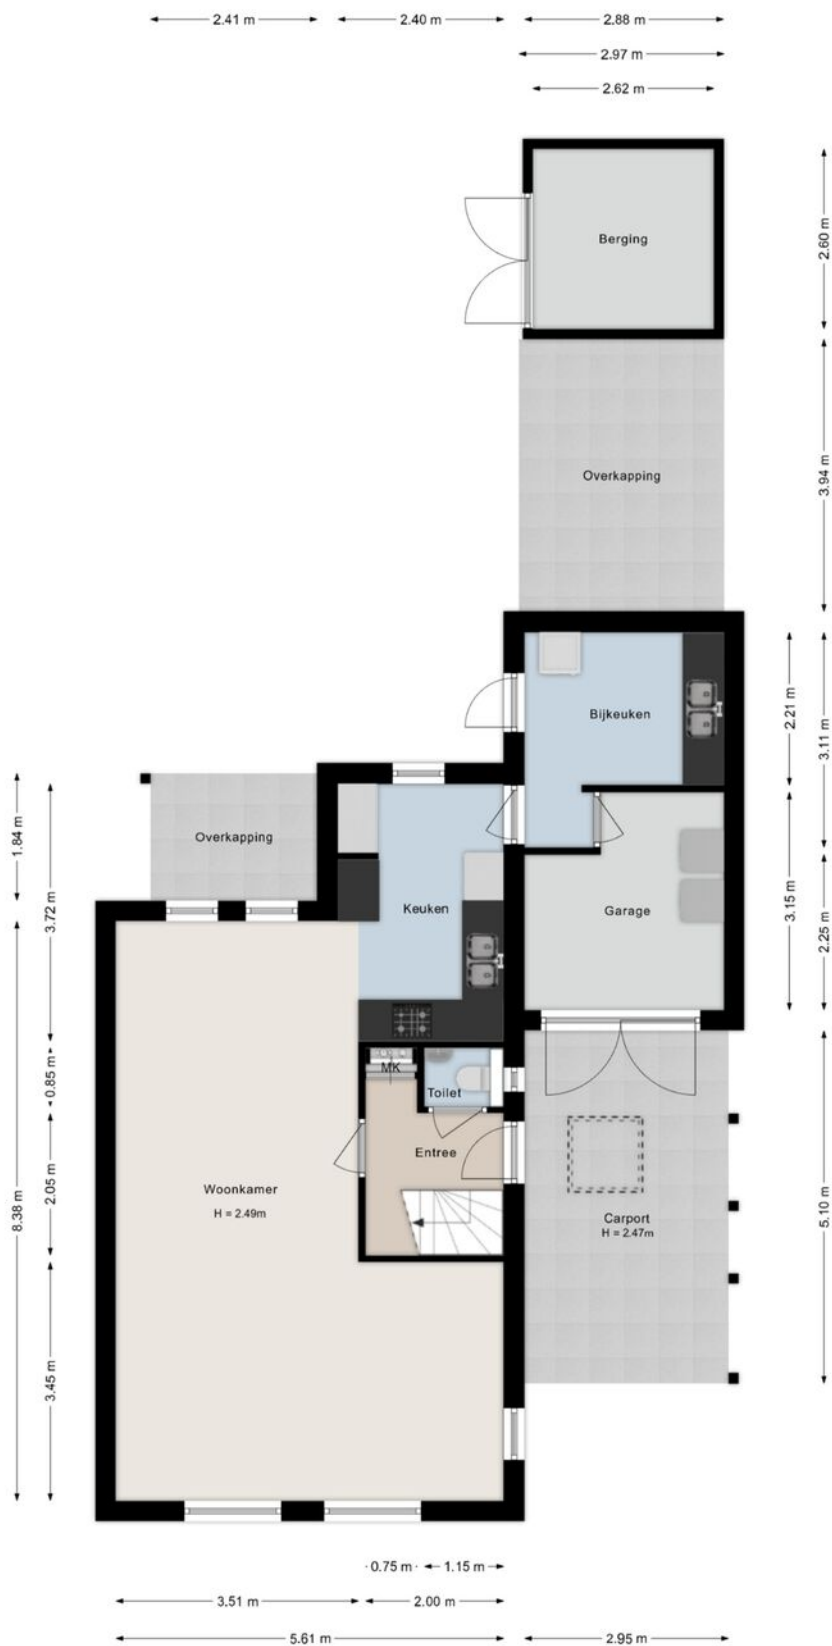 2.41 m
2.40 m
2.88 m
2.97 m
2.62 m
Berging
2.60 m
Overkapping
3.94 m
Bijkeuken
2.21 m
3.11 m
Overkapping
1.84 m
3.72 m
Keuken
Garage
3.15 m
2.25 m
MK
Toilet
0.85 m
Entree
2.05 m
Woonkamer
H = 2.49m
8.38 m
Carport
H = 2.47m
5.10 m
3.45 m
0.75 m
1.15 m
3.51 m
2.00 m
5.61 m
2.95 m